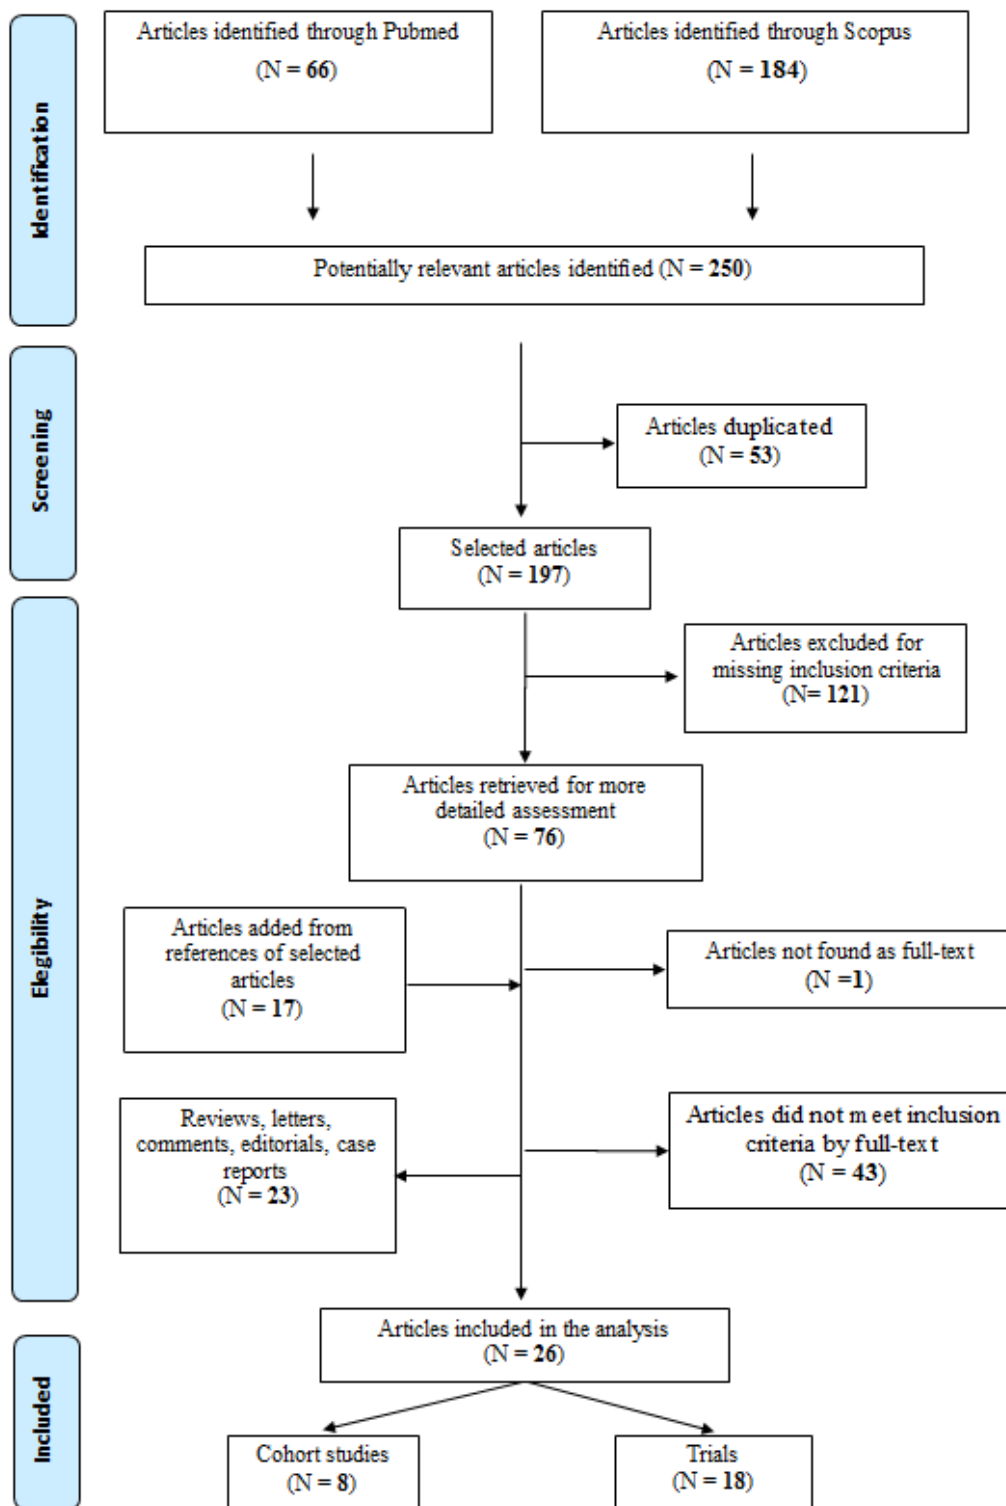 Identification
Articles identified through Pubmed
(N = 66)
Articles identified through Scopus
(N = 184)
Potentially relevant articles identified (N = 250)
Screening
Articles duplicated
(N = 53)
Selected articles
(N = 197)
Elegibility
Articles excluded for
missing inclusion criteria
(N= 121)
Articles retrieved for more
detailed assessment
(N = 76)
Articles added from
references of selected
articles
(N = 17)
Articles not found as full-text
(N =1)
Reviews, letters,
comments, editorials, case
reports
(N = 23)
Articles did not meet inclusion
criteria by full-text
(N = 43)
Included
Articles included in the analysis
(N = 26)
Cohort studies
(N = 8)
Trials
(N = 18)